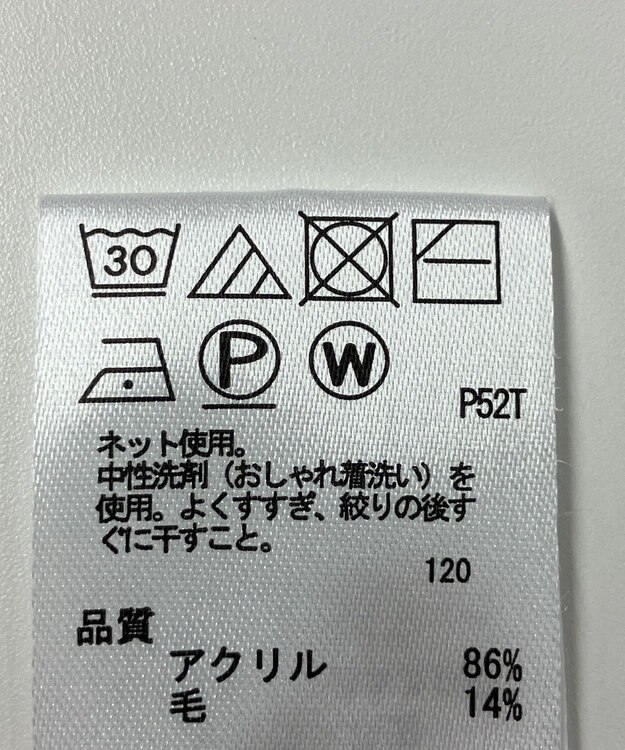 30
P W
P52T
ネット使用。
中性洗剤（おしゃれ着洗い）を
使用。よくすすぎ、絞りの後す
ぐに干すこと。
120
品質
アクリル 86%
毛 14%